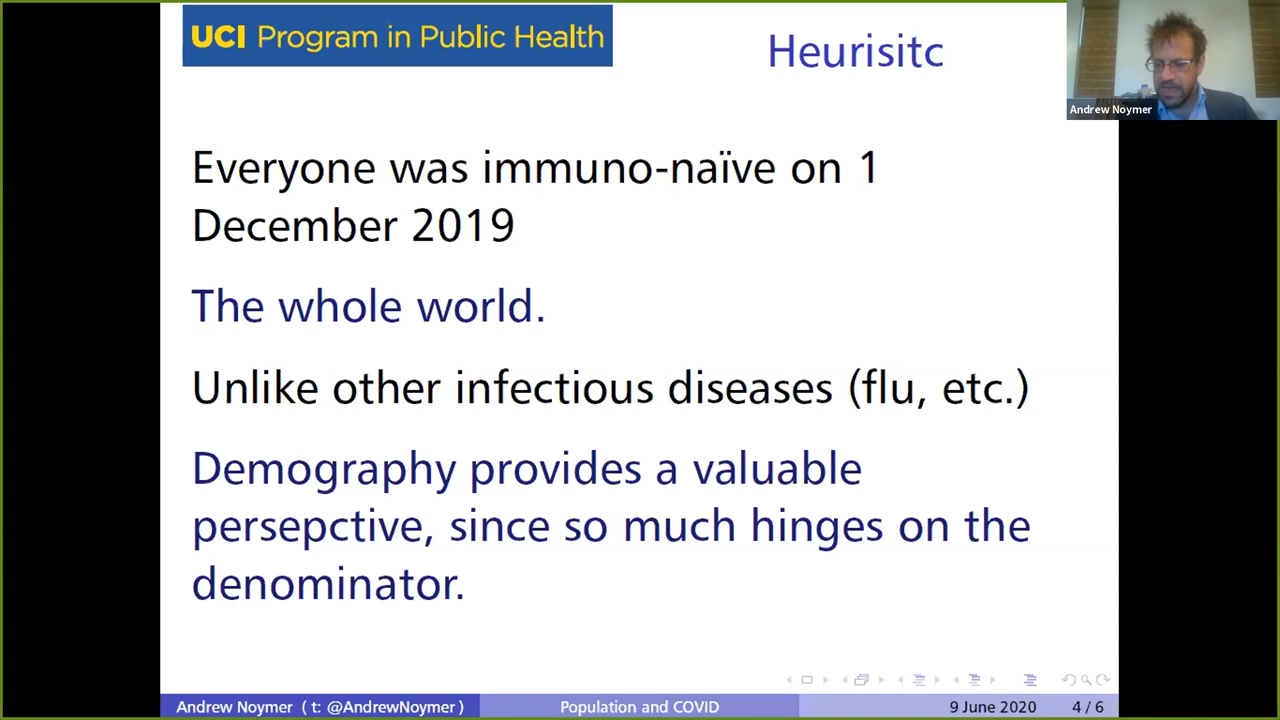 UCI Program in Public Health
Heurisitc
Andrew Noymer
Everyone was immuno-naïve on 1
December 2019
The whole world.
Unlike other infectious diseases (flu, etc.)
Demography provides a valuable
persepctive, since so much hinges on the
denominator.
Andrew Noymer ( t: @AndrewNoymer )
Population and COVID
9 June 2020
4 / 6